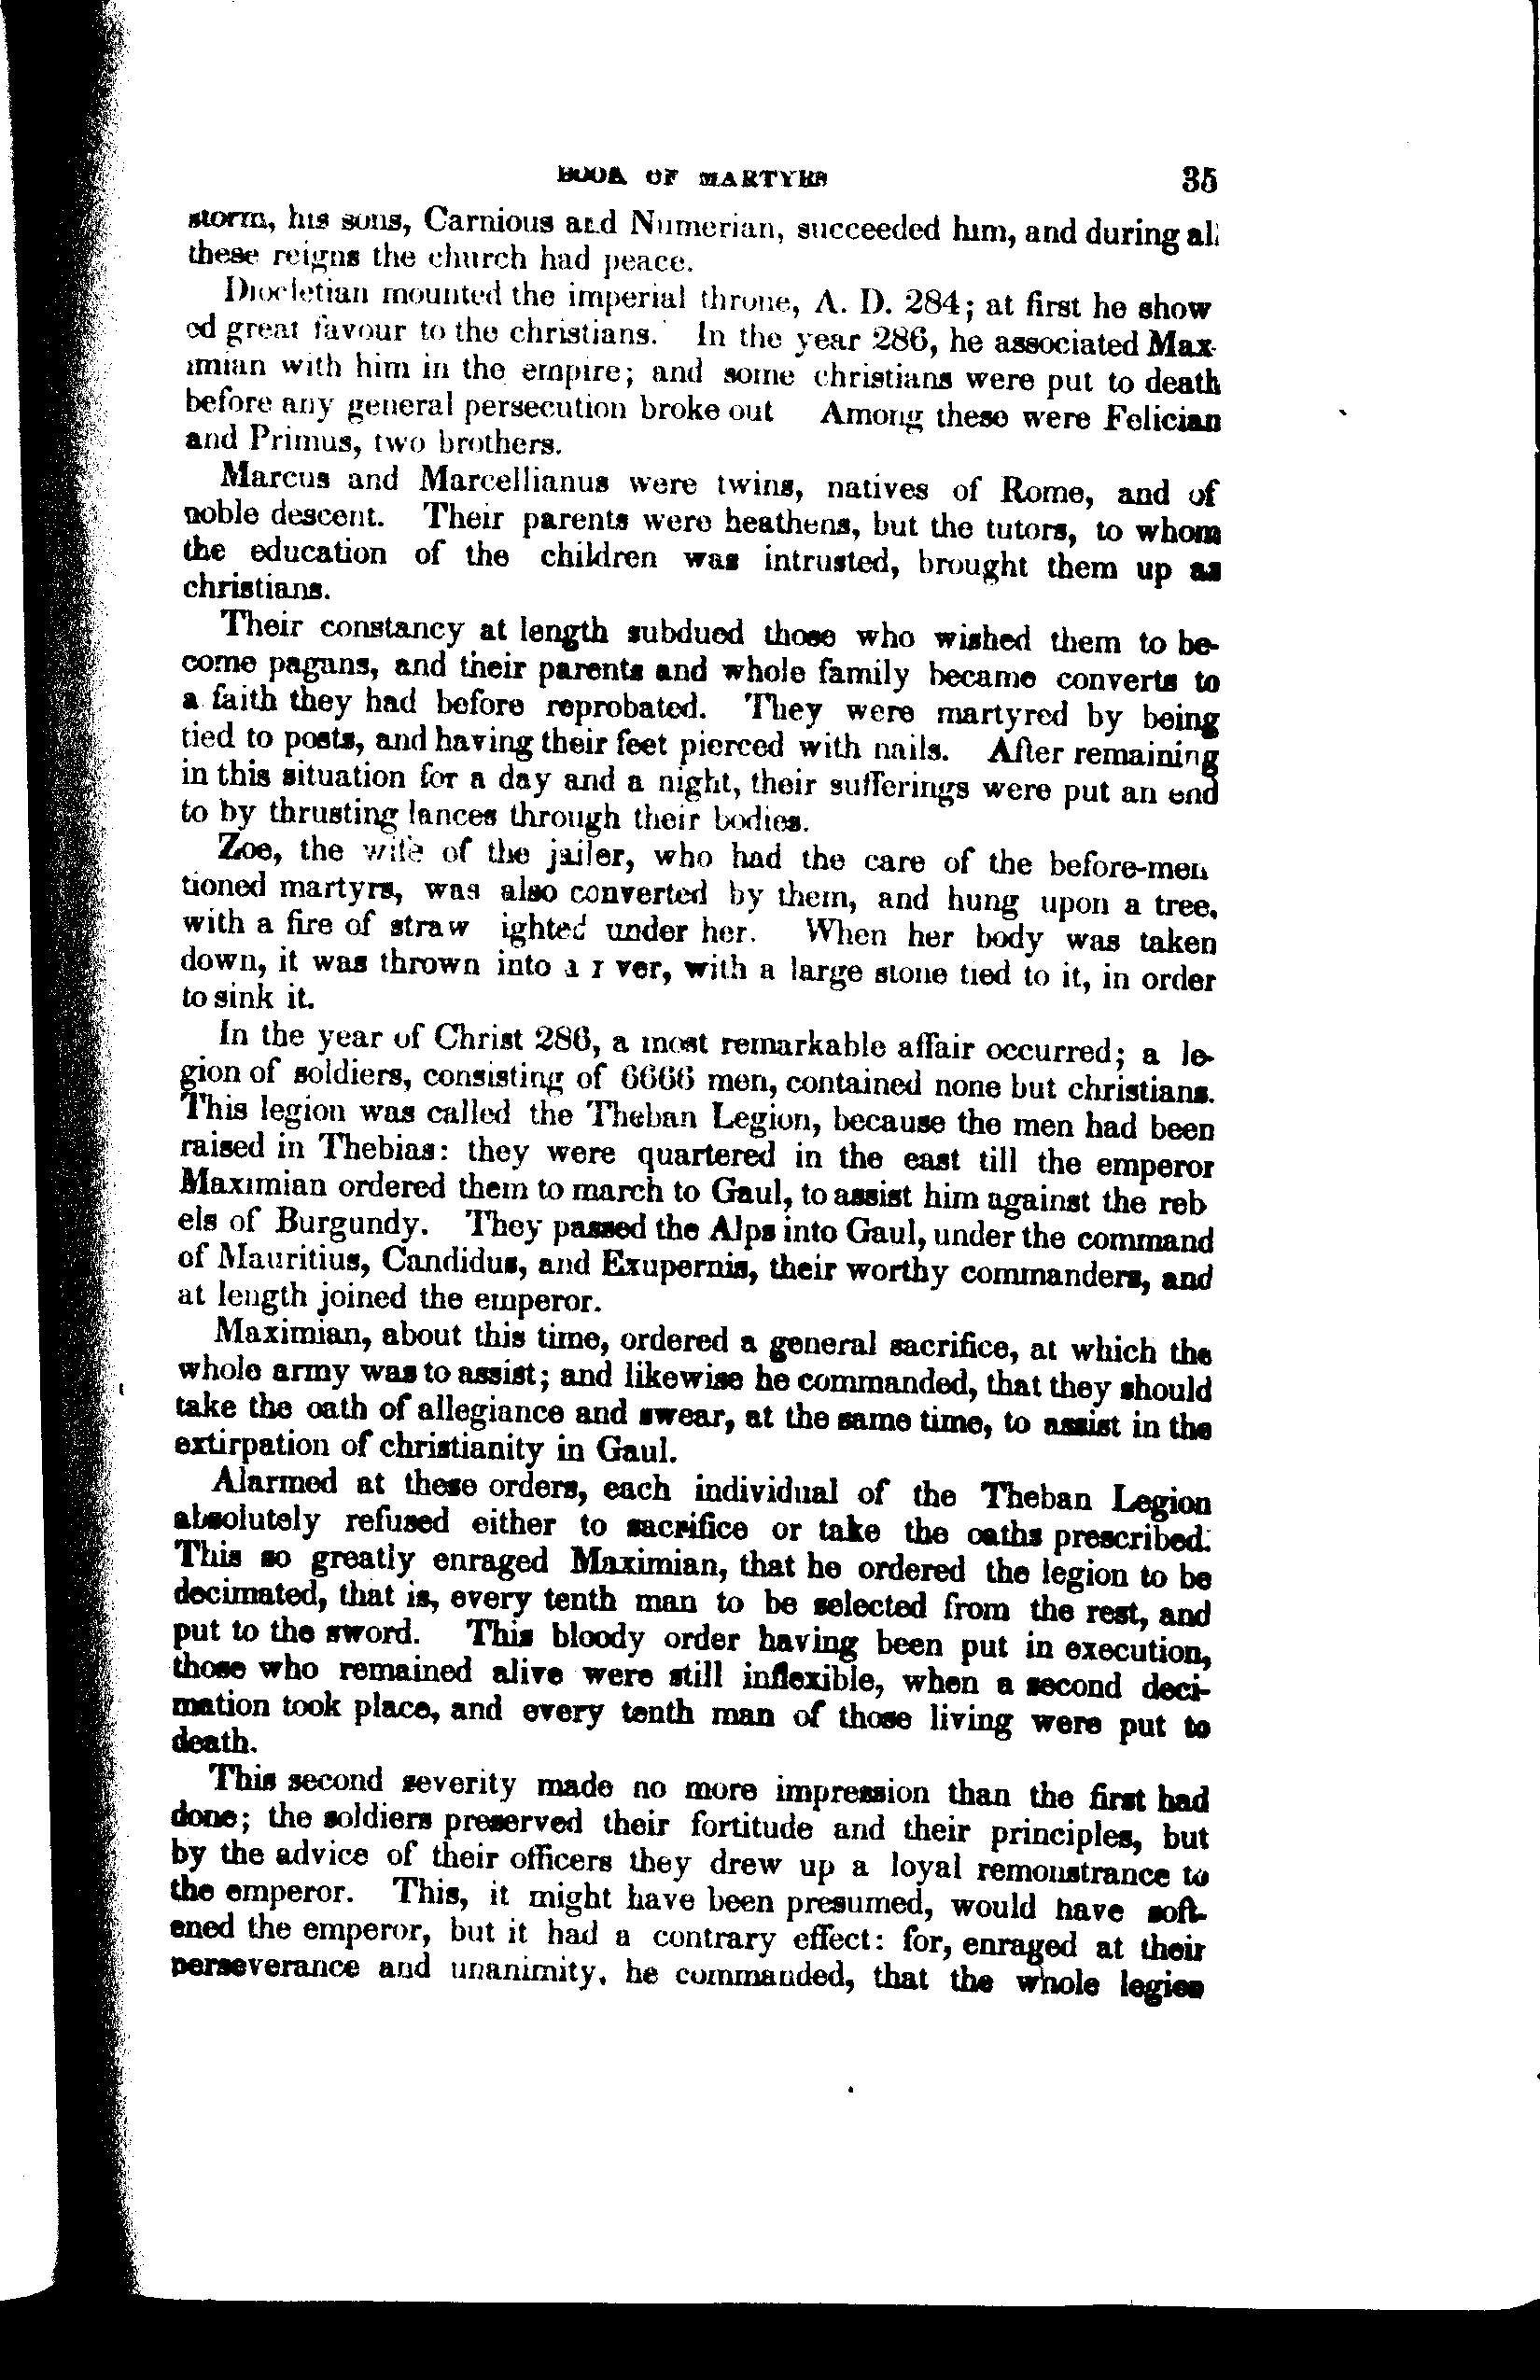 BOOK OF MARTYRS 35
storm, his sons, Carnious and Numerian, succeeded him, and during all
these reigns the church had peace.
Diocletian mounted the imperial throne, A. D. 284; at first he show
ed great favour to the christians. In the year 286, he associated Max-
imian with him in the empire; and some christians were put to death
before any general persecution broke out Among these were Felician
and Primus, two brothers.
Marcus and Marcellianus were twins, natives of Rome, and of
noble descent. Their parents were heathens, but the tutors, to whom
the education of the children was intrusted, brought them up as
christians.
Their constancy at length subdued those who wished them to be-
come pagans, and their parents and whole family became converts to
a faith they had before reprobated. They were martyred by being
tied to posts, and having their feet pierced with nails. After remaining
in this situation for a day and a night, their sufferings were put an end
to by thrusting lances through their bodies.
Zoe, the wife of the jailer, who had the care of the before-men
tioned martyrs, was also converted by them, and hung upon a tree,
with a fire of straw ighted under her. When her body was taken
down, it was thrown into a r ver, with a large stone tied to it, in order
to sink it.
In the year of Christ 286, a most remarkable affair occurred; a le-
gion of soldiers, consisting of 6666 men, contained none but christians.
This legion was called the Theban Legion, because the men had been
raised in Thebias: they were quartered in the east till the emperor
Maximian ordered them to march to Gaul, to assist him against the reb
els of Burgundy. They passed the Alps into Gaul, under the command
of Mauritius, Candidus, and Exupernis, their worthy commanders, and
at length joined the emperor.
Maximian, about this time, ordered a general sacrifice, at which the
whole army was to assist; and likewise he commanded, that they should
take the oath of allegiance and swear, at the same time, to assist in the
extirpation of christianity in Gaul.
Alarmed at these orders, each individual of the Theban Legion
absolutely refused either to sacrifice or take the oaths prescribed.
This so greatly enraged Maximian, that he ordered the legion to be
decimated, that is, every tenth man to be selected from the rest, and
put to the sword. This bloody order having been put in execution,
those who remained alive were still inflexible, when a second deci-
mation took place, and every tenth man of those living were put to
death.
This second severity made no more impression than the first had
done; the soldiers preserved their fortitude and their principles, but
by the advice of their officers they drew up a loyal remonstrance to
the emperor. This, it might have been presumed, would have soft-
ened the emperor, but it had a contrary effect: for, enraged at their
perseverance and unanimity, he commanded, that the whole legion